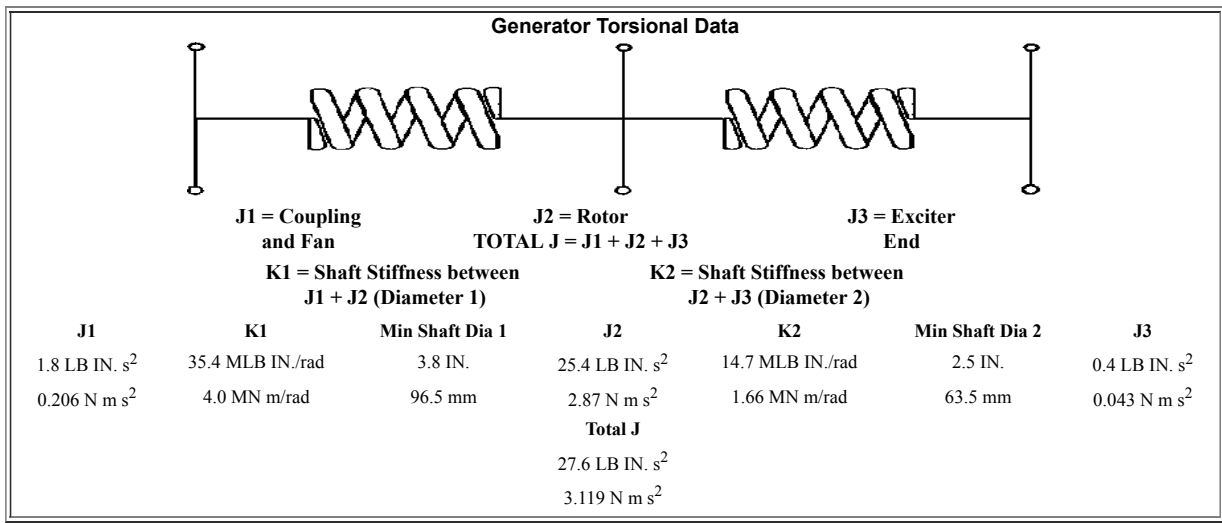 Generator Torsional Data
J1 = Coupling and Fan
J2 = Rotor
TOTAL J = J1 + J2 + J3
J3 = Exciter End
K1 = Shaft Stiffness between
J1 + J2 (Diameter 1)
K2 = Shaft Stiffness between
J2 + J3 (Diameter 2)
J1 K1 Min Shaft Dia 1 J2 K2 Min Shaft Dia 2 J3
1.8 LB IN. s² 35.4 MLB IN./rad 3.8 IN. 25.4 LB IN. s² 14.7 MLB IN./rad 2.5 IN. 0.4 LB IN. s²
0.206 N m s² 4.0 MN m/rad 96.5 mm 2.87 N m s² 1.66 MN m/rad 63.5 mm 0.043 N m s²
Total J
27.6 LB IN. s²
3.119 N m s²